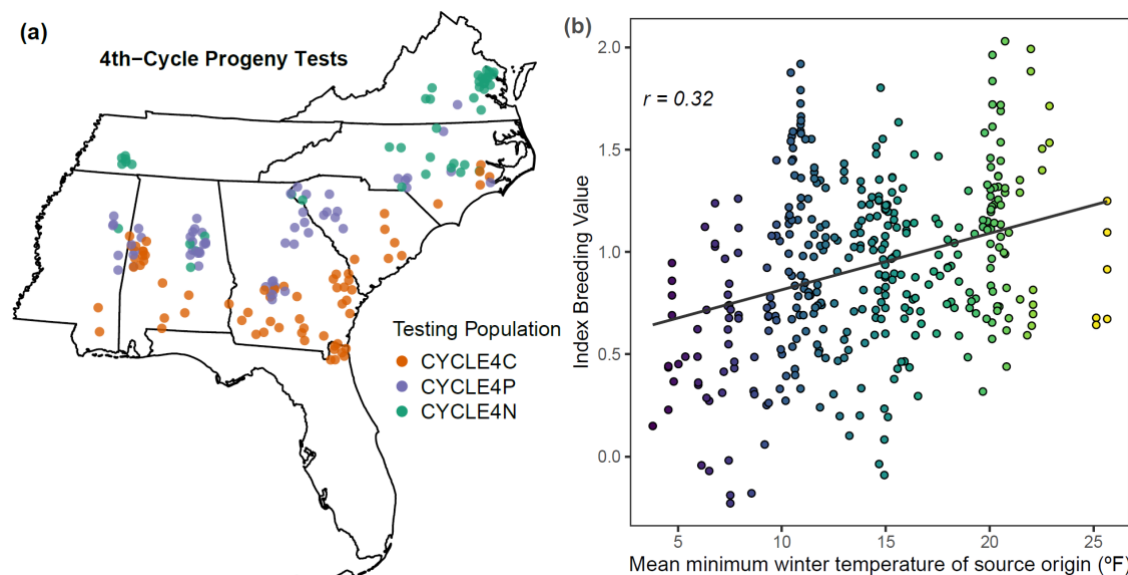 (a)
4th−Cycle Progeny Tests
Testing Population
CYCLE4C
CYCLE4P
CYCLE4N
(b)
r = 0.32
Index Breeding Value
2.0
1.5
1.0
0.5
0.0
5 10 15 20 25
Mean minimum winter temperature of source origin (ºF)